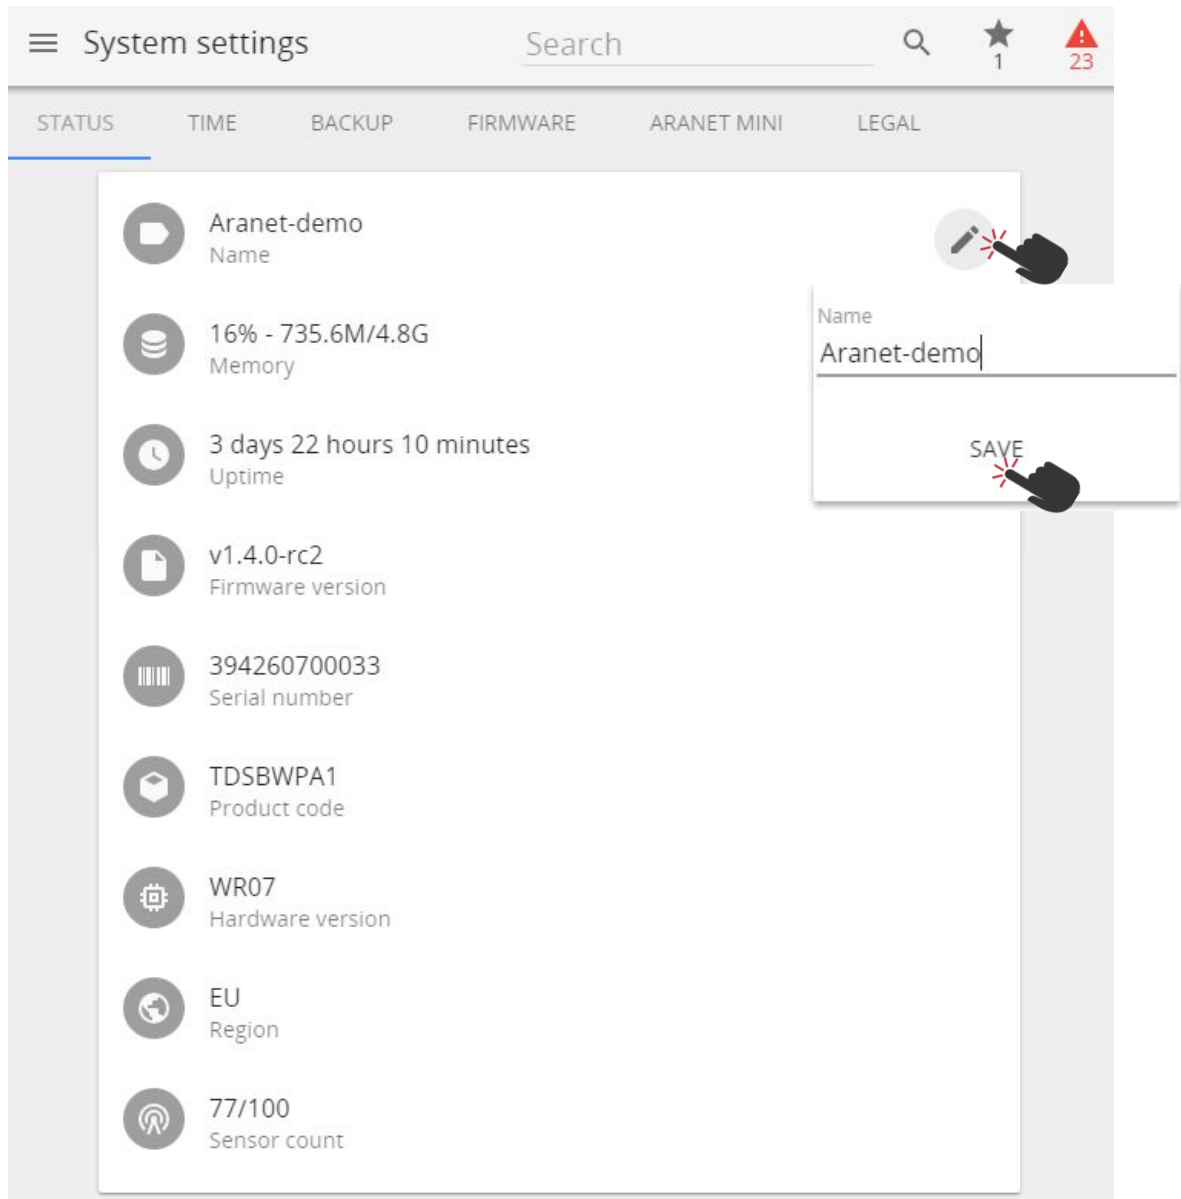 System settings
Search
1
23
STATUS TIME BACKUP FIRMWARE ARANET MINI LEGAL
Aranet-demo
Name
16% - 735.6M/4.8G
Memory
3 days 22 hours 10 minutes
Uptime
v1.4.0-rc2
Firmware version
394260700033
Serial number
TDSBWPA1
Product code
WR07
Hardware version
EU
Region
77/100
Sensor count
Name
Aranet-demo
SAVE